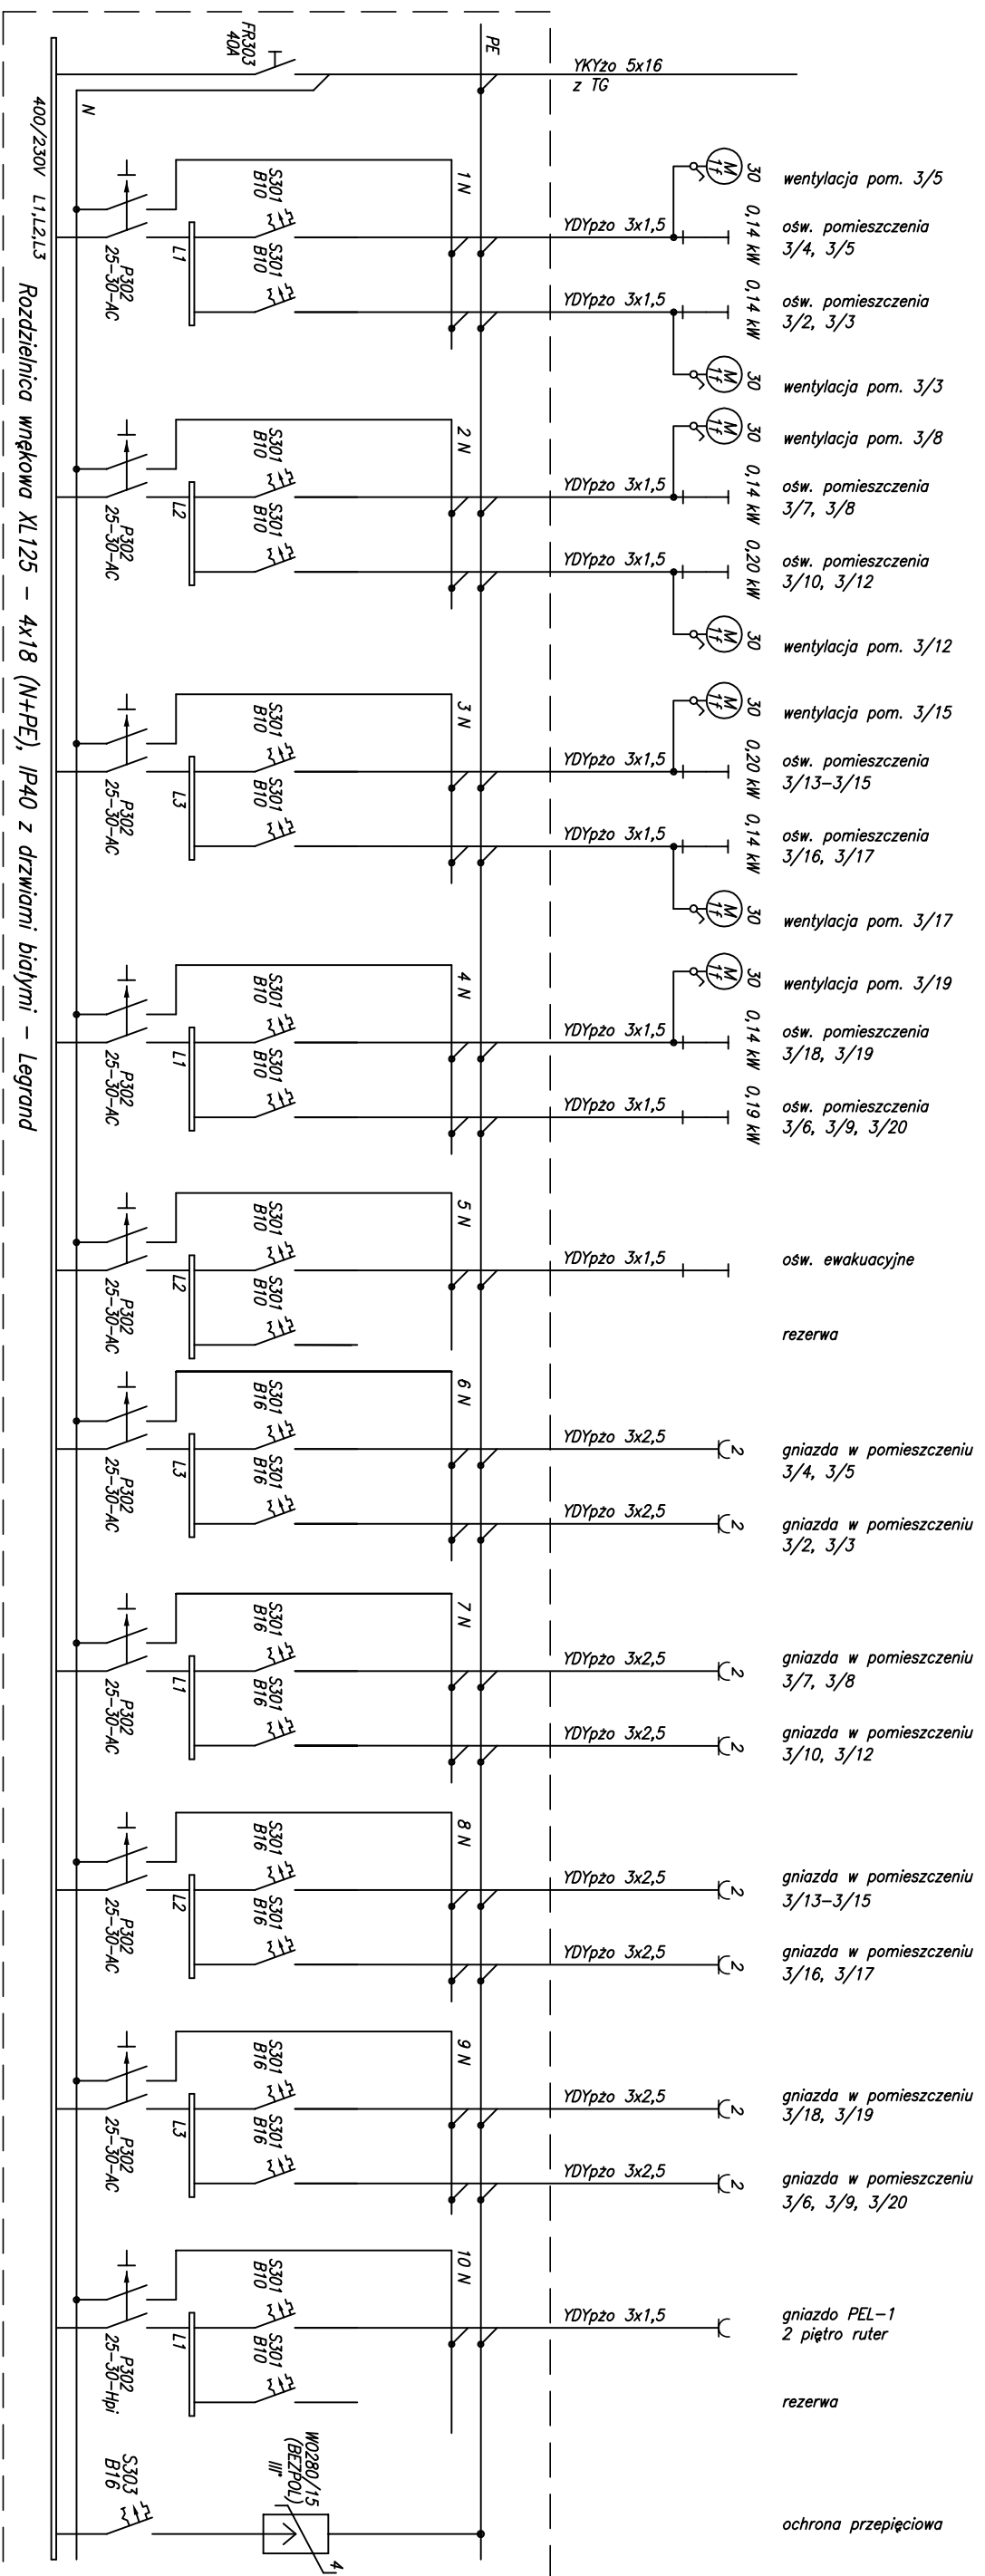 PE
FR303
40A
YKYżo 5x16
z TG
N
400/230V L1,L2,L3
Rozdzielnica wnękowa XL125 - 4x18 (N+PE), IP40 z drzwiami białymi - Legrand
30
wentylacja pom. 3/5
M
1f
1 N
S301
B10
YDYpżo 3x1,5
0,14 kW
ośw. pomieszczenia
3/4, 3/5
P302
25-30-AC
L1
S301
B10
YDYpżo 3x1,5
0,14 kW
ośw. pomieszczenia
3/2, 3/3
M
1f
30
wentylacja pom. 3/3
M
1f
30
wentylacja pom. 3/8
2 N
S301
B10
YDYpżo 3x1,5
0,14 kW
ośw. pomieszczenia
3/7, 3/8
P302
25-30-AC
L2
S301
B10
YDYpżo 3x1,5
0,20 kW
ośw. pomieszczenia
3/10, 3/12
M
1f
30
wentylacja pom. 3/12
M
1f
30
wentylacja pom. 3/15
3 N
S301
B10
YDYpżo 3x1,5
0,20 kW
ośw. pomieszczenia
3/13-3/15
P302
25-30-AC
L3
S301
B10
YDYpżo 3x1,5
0,14 kW
ośw. pomieszczenia
3/16, 3/17
M
1f
30
wentylacja pom. 3/17
M
1f
30
wentylacja pom. 3/19
4 N
S301
B10
YDYpżo 3x1,5
0,14 kW
ośw. pomieszczenia
3/18, 3/19
P302
25-30-AC
L1
S301
B10
YDYpżo 3x1,5
0,19 kW
ośw. pomieszczenia
3/6, 3/9, 3/20
5 N
S301
B10
YDYpżo 3x1,5
ośw. ewakuacyjne
P302
25-30-AC
L2
S301
B10
rezerwa
6 N
S301
B16
YDYpżo 3x2,5
2
gniazda w pomieszczeniu
3/4, 3/5
P302
25-30-AC
L3
S301
B16
YDYpżo 3x2,5
2
gniazda w pomieszczeniu
3/2, 3/3
7 N
S301
B16
YDYpżo 3x2,5
2
gniazda w pomieszczeniu
3/7, 3/8
P302
25-30-AC
L1
S301
B16
YDYpżo 3x2,5
2
gniazda w pomieszczeniu
3/10, 3/12
8 N
S301
B16
YDYpżo 3x2,5
2
gniazda w pomieszczeniu
3/13-3/15
P302
25-30-AC
L2
S301
B16
YDYpżo 3x2,5
2
gniazda w pomieszczeniu
3/16, 3/17
9 N
S301
B16
YDYpżo 3x2,5
2
gniazda w pomieszczeniu
3/18, 3/19
P302
25-30-AC
L3
S301
B16
YDYpżo 3x2,5
2
gniazda w pomieszczeniu
3/6, 3/9, 3/20
10 N
S301
B10
YDYpżo 3x1,5
gniazdo PEL-1
2 piętro ruter
P302
25-30-Hpi
L1
S301
B10
rezerwa
S303
B16
WO280/15
(BEZPOL)
III°
4
ochrona przepięciowa